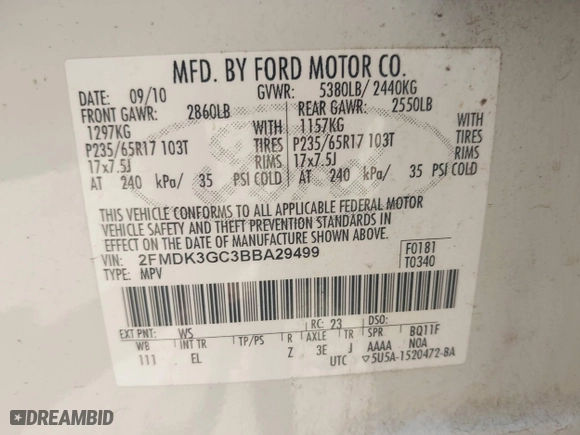 MFD. BY FORD MOTOR CO.
DATE: 09/10 GVWR: 5380LB/ 2440KG
FRONT GAWR: 2860LB REAR GAWR: 2550LB
1297KG WITH 1157KG WITH
P235/65R17 103T TIRES P235/65R17 103T TIRES
17x7.5J RIMS 17x7.5J RIMS
AT 240 kPa/ 35 PSI COLD AT 240 kPa/ 35 PSI COLD
THIS VEHICLE CONFORMS TO ALL APPLICABLE FEDERAL MOTOR
VEHICLE SAFETY AND THEFT PREVENTION STANDARDS IN
EFFECT ON THE DATE OF MANUFACTURE SHOWN ABOVE.
VIN: 2FMDK3GC3BBA29499 F0181
TYPE: MPV T0340
EXT PNT: WS RC: 23 DSO:
WB INT TR TP/PS R AXLE TR SPR BQ11F
111 EL Z 3E J AAAA NOA
UTC ▽5U5A-1520472-BA
DREAMBID